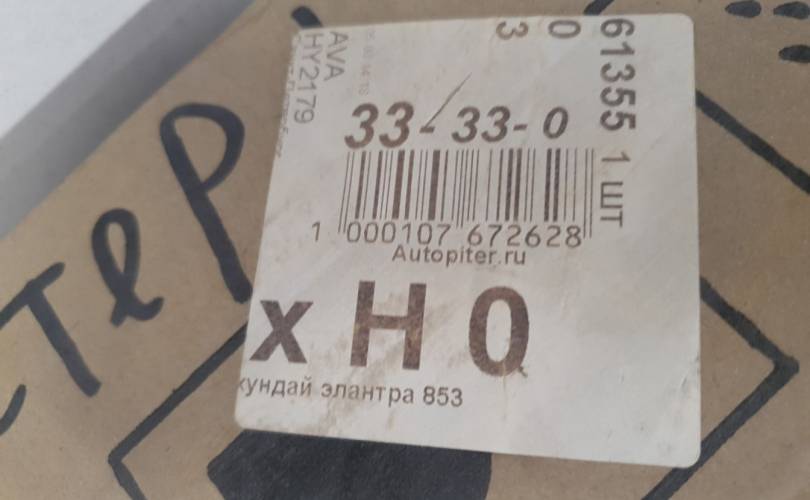 AVA
HY2179
3 0
61355 1 ШТ
33-33-0
1 000107 672628
Autopiter.ru
х Н 0
хундай элантра 853
тер